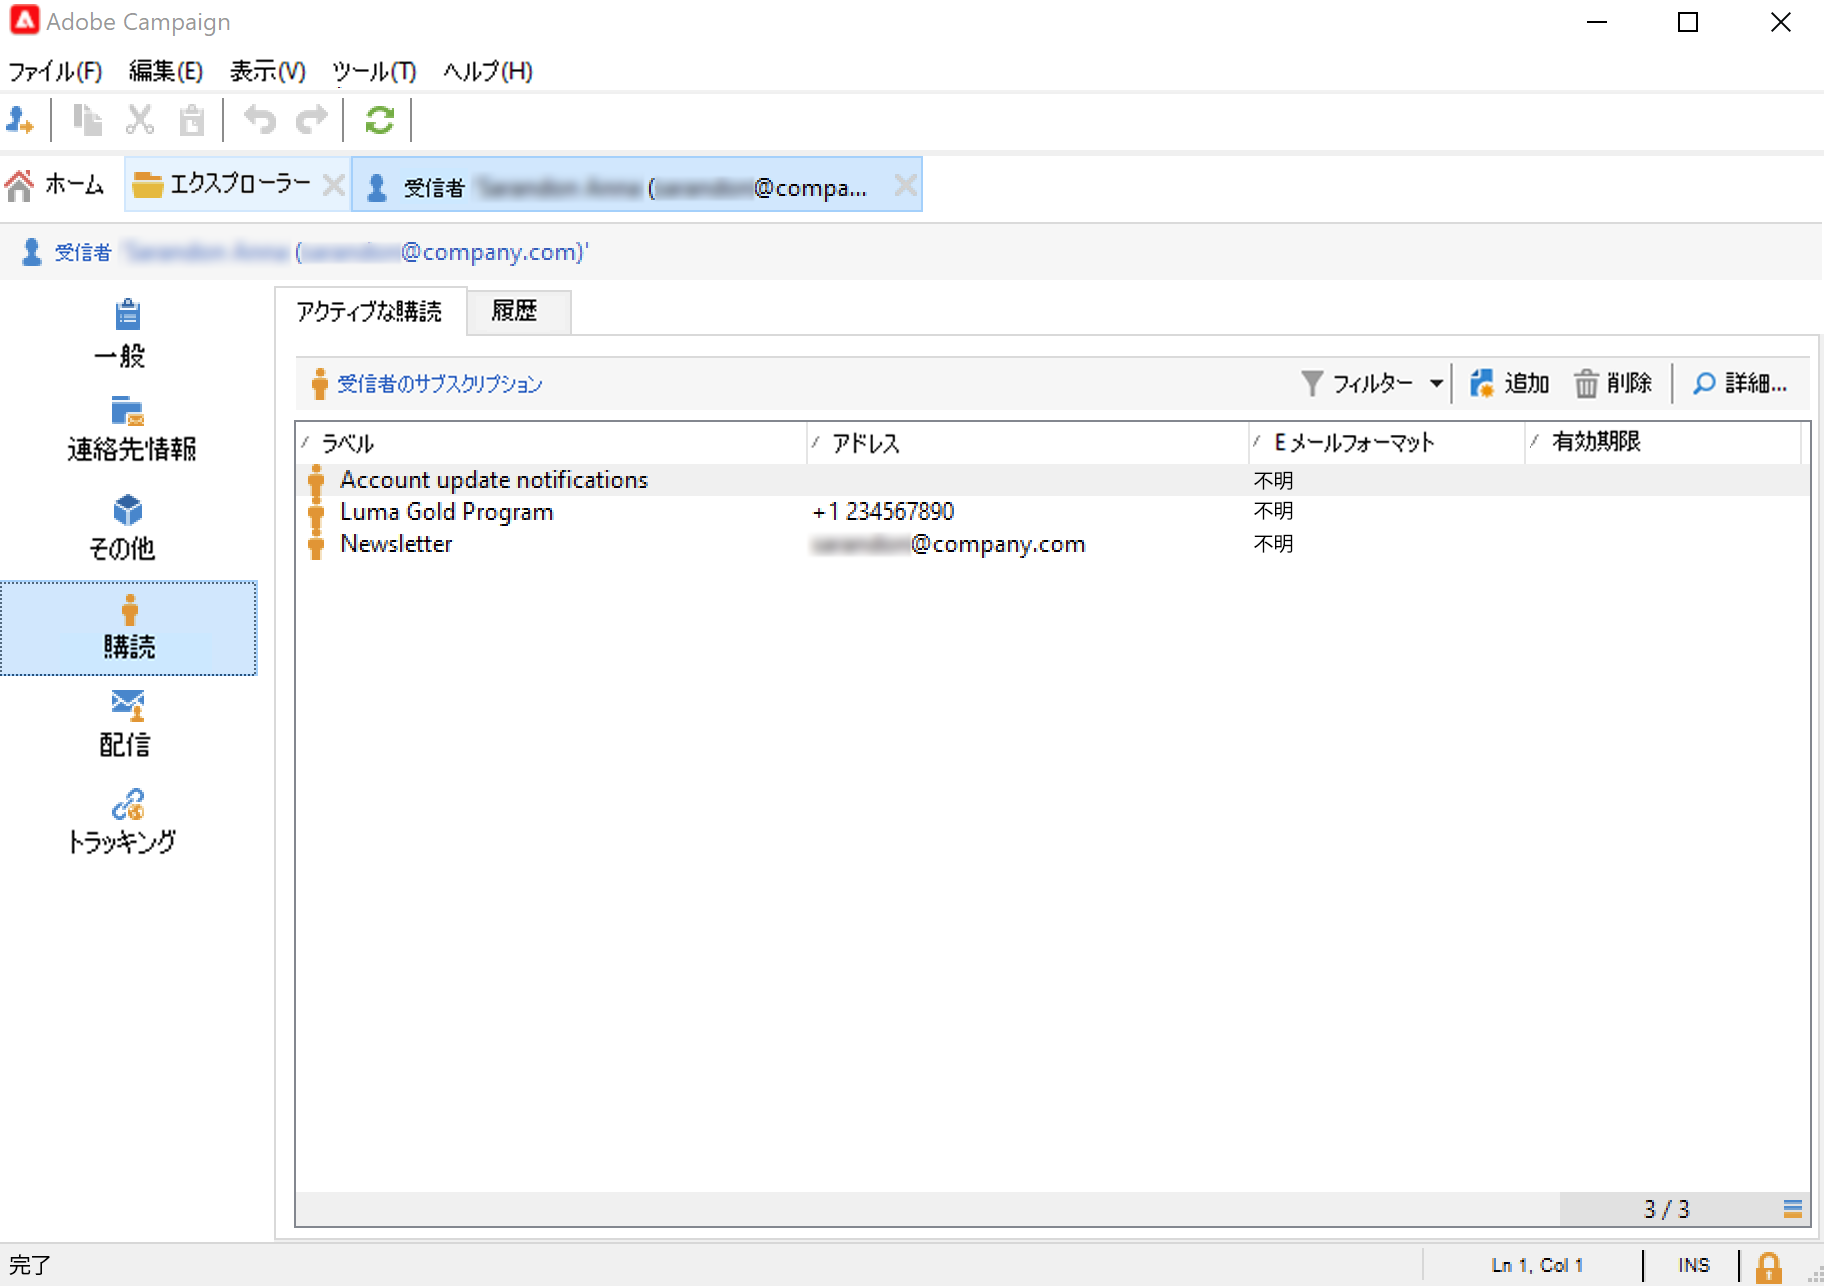 Adobe Campaign
ファイル(F) 編集(E) 表示(V) ツール(T) ヘルプ(H)
ホーム エクスプローラー 受信者 (@compa...
受信者 (@company.com)'
一般
連絡先情報
その他
購読
配信
トラッキング
アクティブな購読 履歴
受信者のサブスクリプション フィルター 追加 削除 詳細...
ラベル アドレス Eメールフォーマット 有効期限
Account update notifications 不明
Luma Gold Program +1 234567890 不明
Newsletter @company.com 不明
3 / 3
完了 Ln 1, Col 1 INS